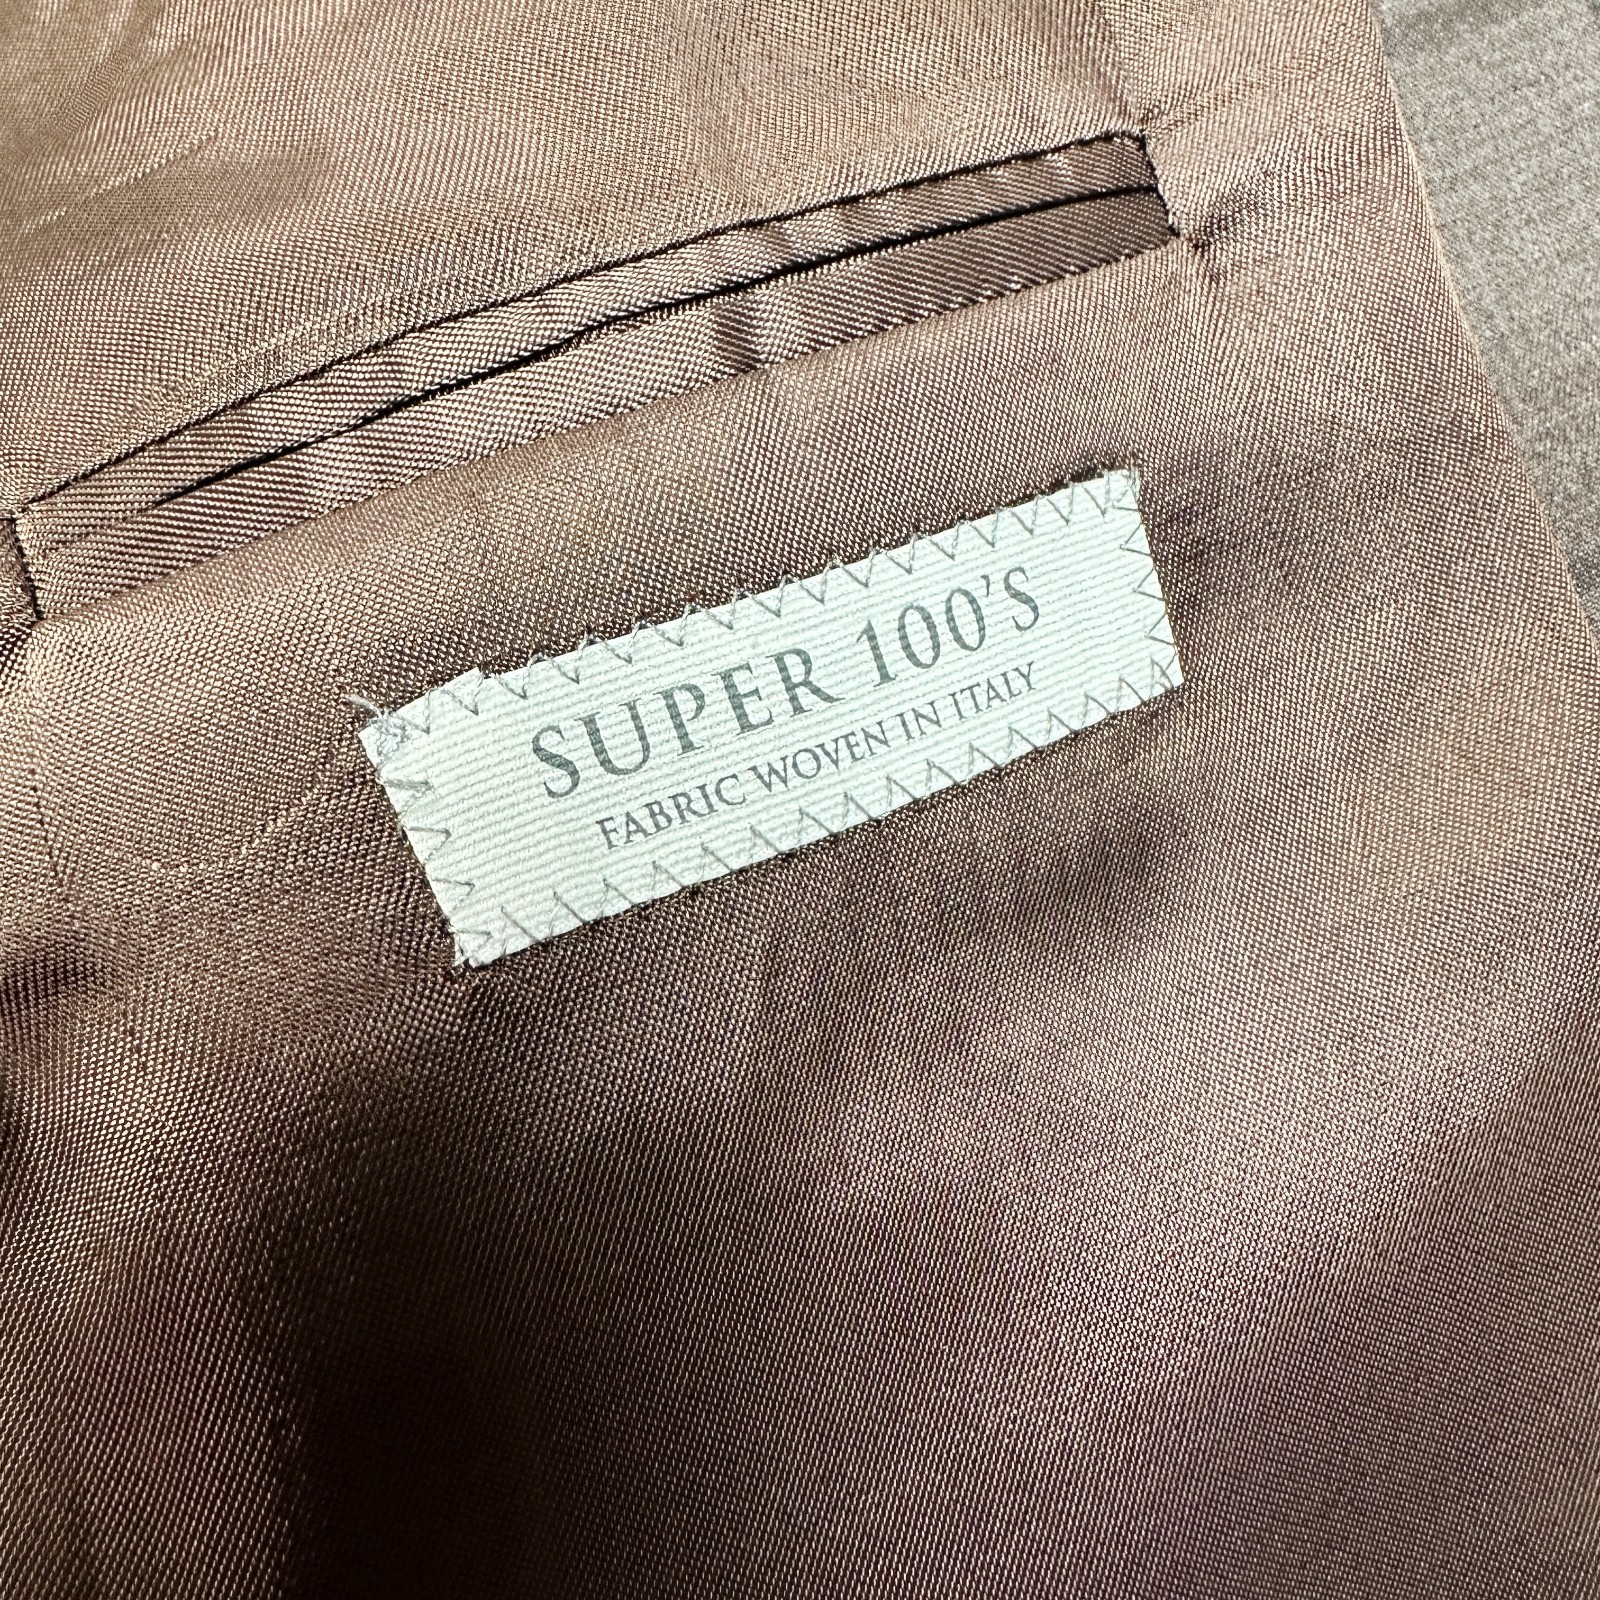 SUPER 100'S
FABRIC WOVEN IN ITALY